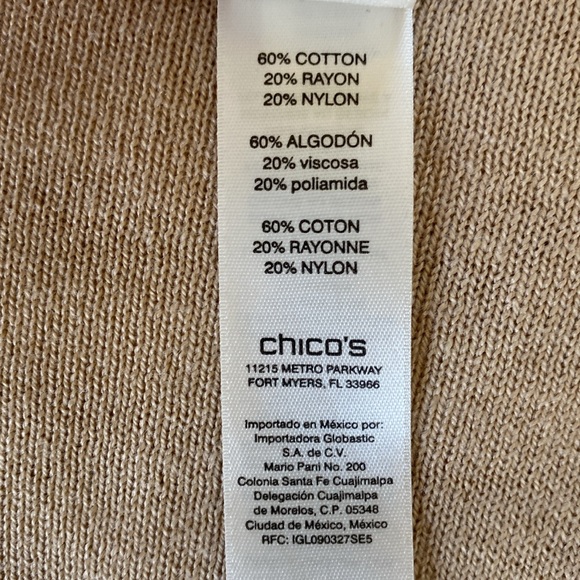 60% COTTON
20% RAYON
20% NYLON
60% ALGODÓN
20% viscosa
20% poliamida
60% COTON
20% RAYONNE
20% NYLON
chico's
11215 METRO PARKWAY
FORT MYERS, FL 33966
Importado en México por:
Importadora Globastic
S.A. de C.V.
Mario Pani No. 200
Colonia Santa Fe Cuajimalpa
Delegación Cuajimalpa
de Morelos, C.P. 05348
Ciudad de México, México
RFC: IGL090327SE5